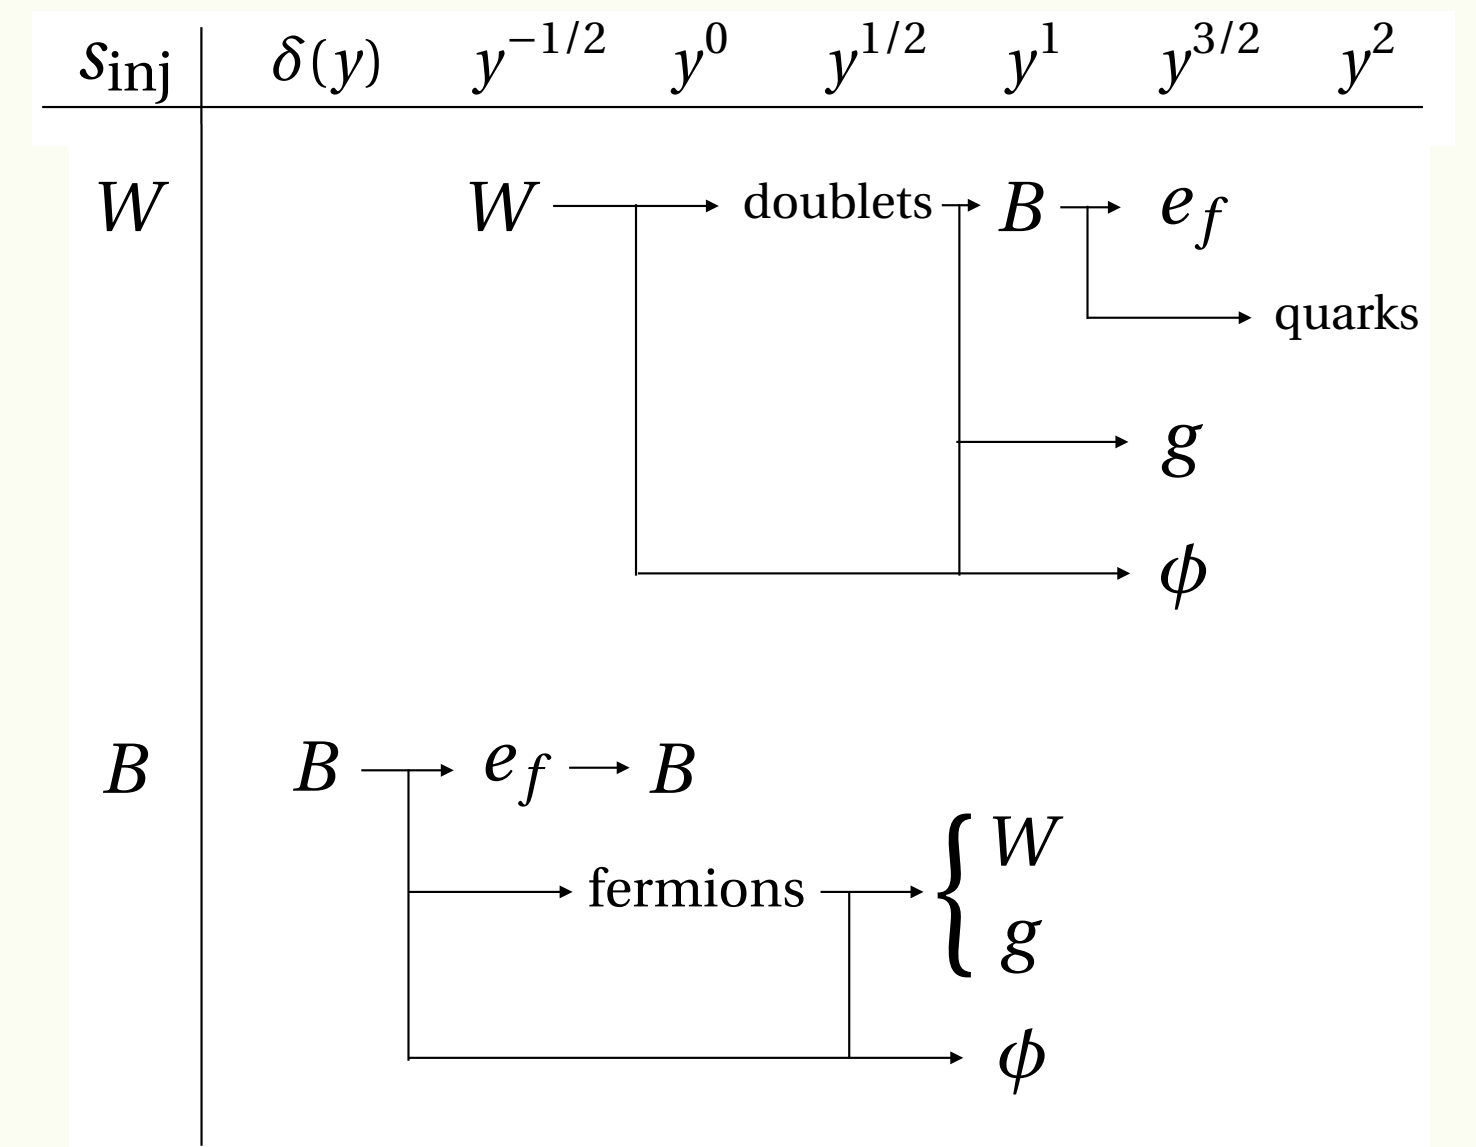 s_inj δ(y) y^{-1/2} y^0 y^{1/2} y^1 y^{3/2} y^2
W W doublets B e_f
quarks
g
ϕ
B B e_f B
W
fermions {
g
ϕ